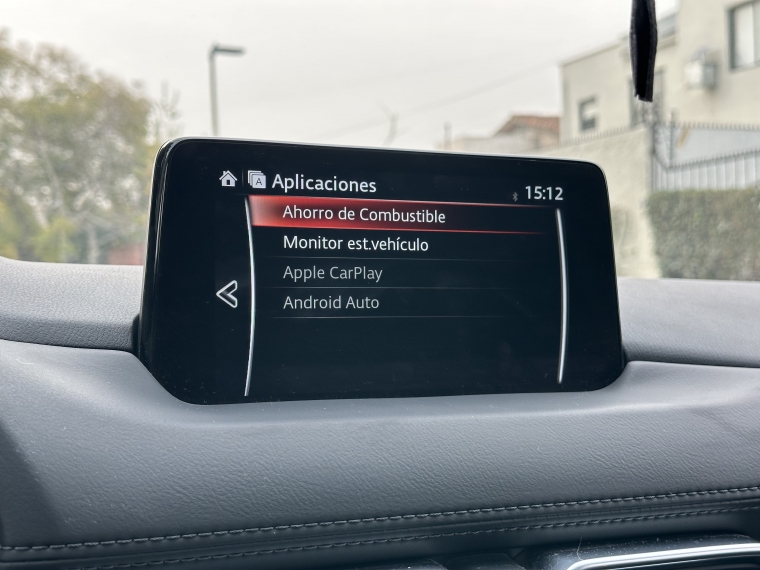 A Aplicaciones
15:12
Ahorro de Combustible
Monitor est.vehículo
Apple CarPlay
Android Auto